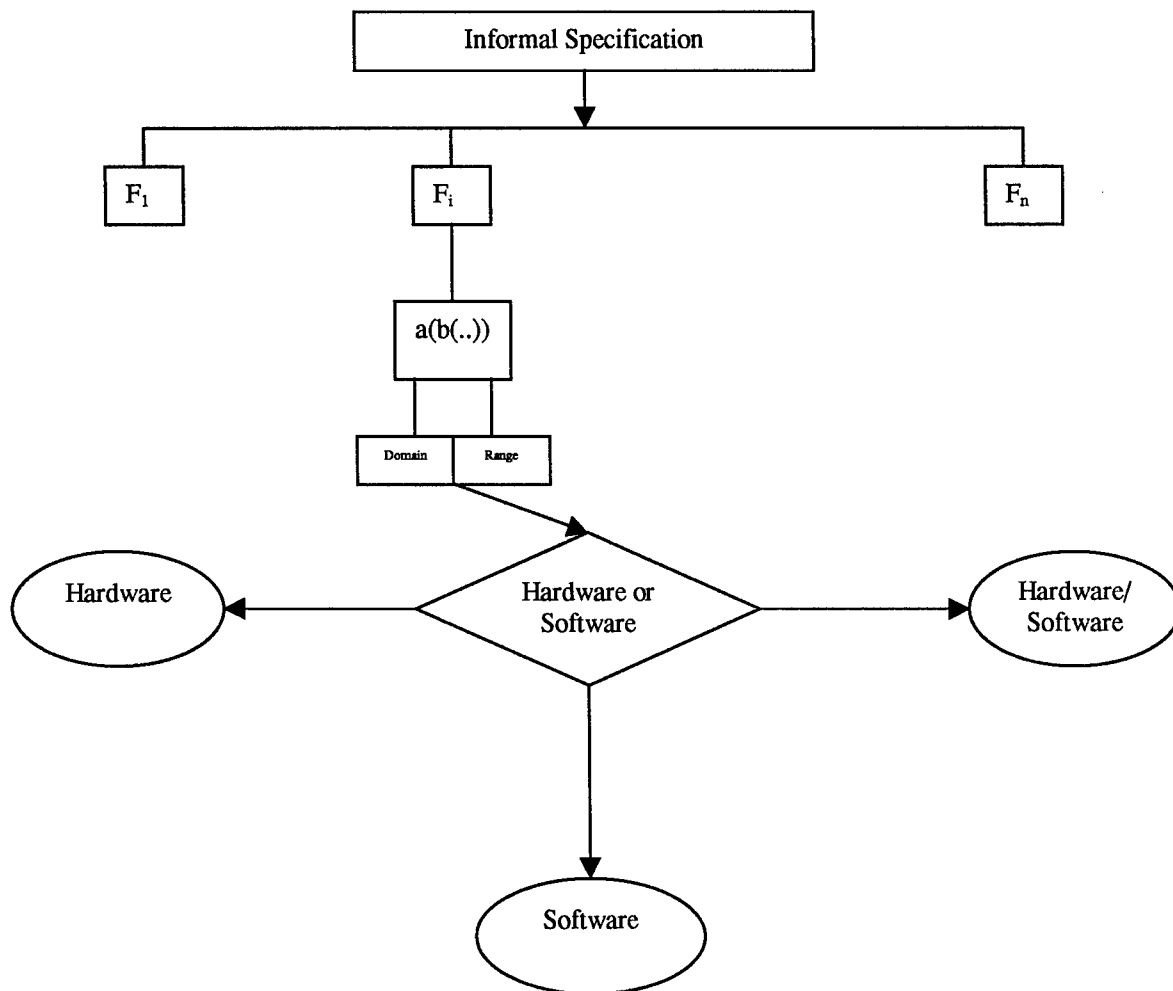 Informal Specification
F₁
Fᵢ
Fₙ
a(b(..))
Domain
Range
Hardware
Hardware or
Software
Hardware/
Software
Software